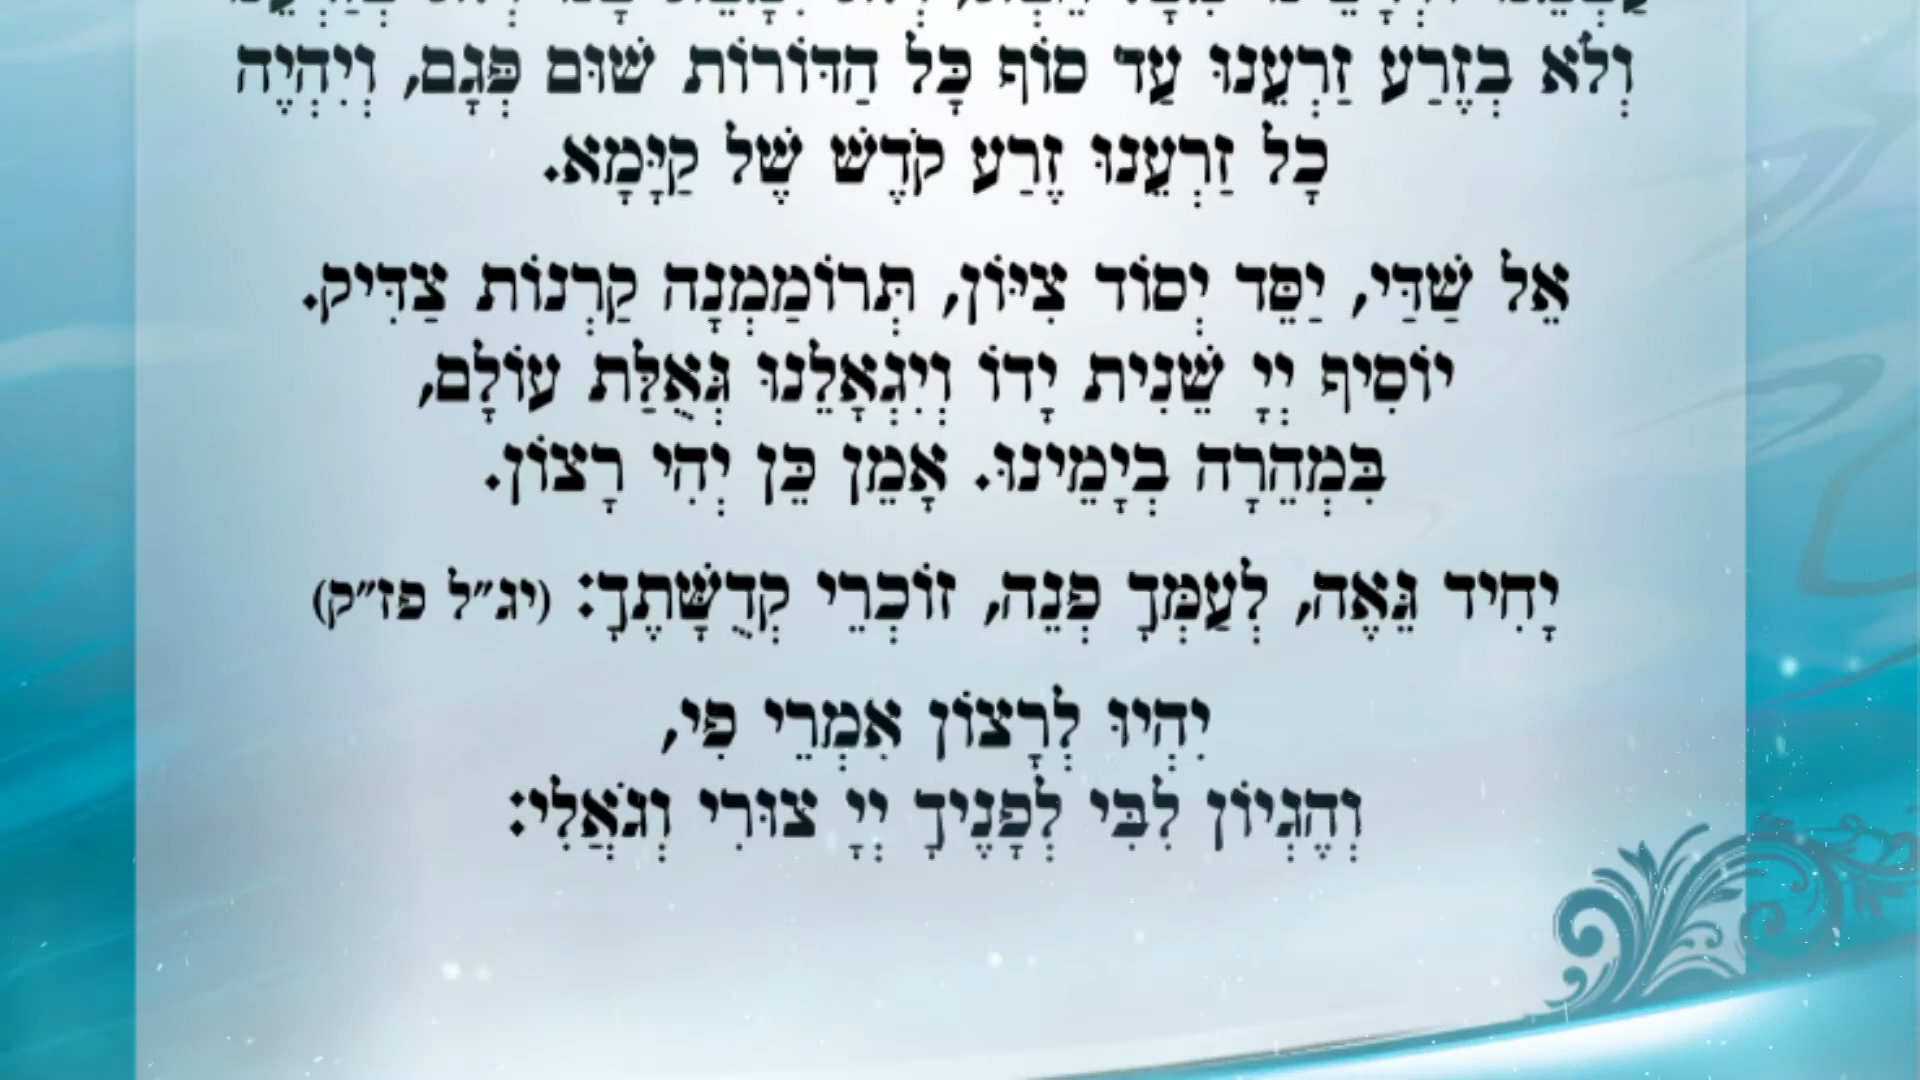 וְלֹא בְזֶרַע זַרְעֵנוּ עַד סוֹף כָּל הַדּוֹרוֹת שׁוּם פְּגָם, וְיִהְיֶה
כָל זַרְעֵנוּ זֶרַע קֹדֶשׁ שֶׁל קַיָּמָא.
אֵל שַׁדַּי, יַסֵּד יְסוֹד צִיּוֹן, תְּרוֹמַמְנָה קַרְנוֹת צַדִּיק.
יוֹסִיף יְיָ שֵׁנִית יָדוֹ וְיִגְאָלֵנוּ גְּאֻלַּת עוֹלָם,
בִּמְהֵרָה בְיָמֵינוּ. אָמֵן כֵּן יְהִי רָצוֹן.
יָחִיד גֵּאֶה, לְעַמְּךָ פְנֵה, זוֹכְרֵי קְדֻשָּׁתֶךָ: (יג״ל פז״ק)
יִהְיוּ לְרָצוֹן אִמְרֵי פִי,
וְהֶגְיוֹן לִבִּי לְפָנֶיךָ יְיָ צוּרִי וְגֹאֲלִי: